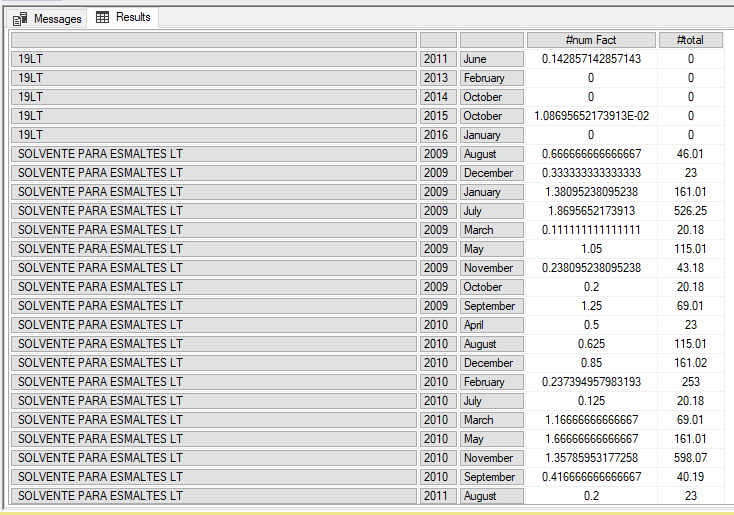 Messages Results
#num Fact #total
19LT 2011 June 0.142857142857143 0
19LT 2013 February 0 0
19LT 2014 October 0 0
19LT 2015 October 1.08695652173913E-02 0
19LT 2016 January 0 0
SOLVENTE PARA ESMALTES LT 2009 August 0.666666666666667 46.01
SOLVENTE PARA ESMALTES LT 2009 December 0.333333333333333 23
SOLVENTE PARA ESMALTES LT 2009 January 1.38095238095238 161.01
SOLVENTE PARA ESMALTES LT 2009 July 1.8695652173913 526.25
SOLVENTE PARA ESMALTES LT 2009 March 0.111111111111111 20.18
SOLVENTE PARA ESMALTES LT 2009 May 1.05 115.01
SOLVENTE PARA ESMALTES LT 2009 November 0.238095238095238 43.18
SOLVENTE PARA ESMALTES LT 2009 October 0.2 20.18
SOLVENTE PARA ESMALTES LT 2009 September 1.25 69.01
SOLVENTE PARA ESMALTES LT 2010 April 0.5 23
SOLVENTE PARA ESMALTES LT 2010 August 0.625 115.01
SOLVENTE PARA ESMALTES LT 2010 December 0.85 161.02
SOLVENTE PARA ESMALTES LT 2010 February 0.237394957983193 253
SOLVENTE PARA ESMALTES LT 2010 July 0.125 20.18
SOLVENTE PARA ESMALTES LT 2010 March 1.16666666666667 69.01
SOLVENTE PARA ESMALTES LT 2010 May 1.66666666666667 161.01
SOLVENTE PARA ESMALTES LT 2010 November 1.35785953177258 598.07
SOLVENTE PARA ESMALTES LT 2010 September 0.416666666666667 40.19
SOLVENTE PARA ESMALTES LT 2011 August 0.2 23